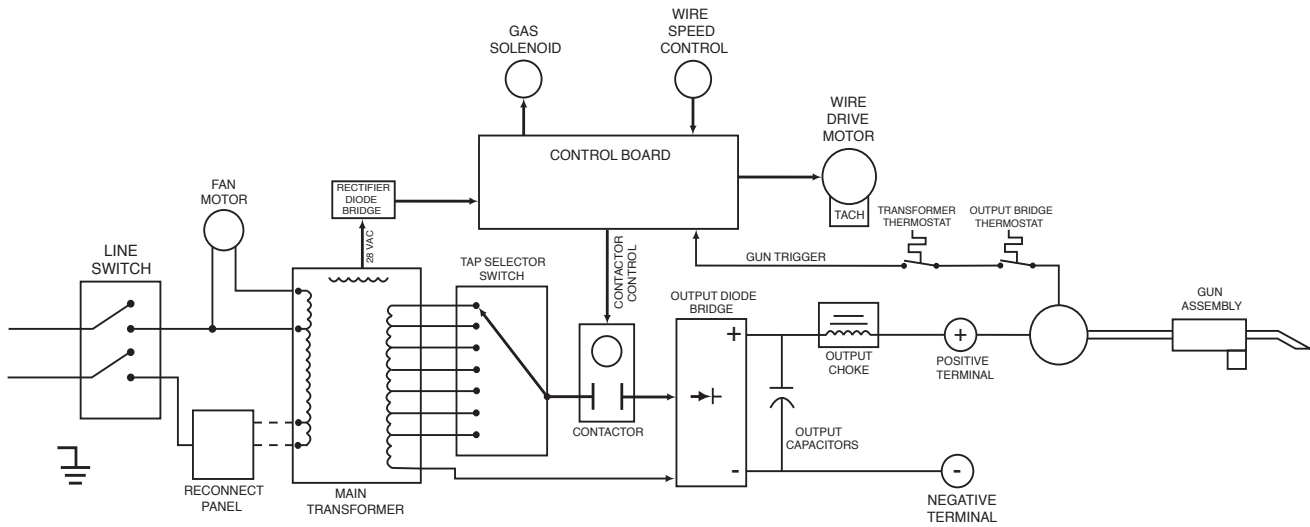 GAS
SOLENOID
WIRE
SPEED
CONTROL
WIRE
DRIVE
MOTOR
CONTROL BOARD
FAN
MOTOR
RECTIFIER
DIODE
BRIDGE
TACH
TRANSFORMER
THERMOSTAT
OUTPUT BRIDGE
THERMOSTAT
LINE
SWITCH
28 VAC
TAP SELECTOR
SWITCH
CONTACTOR
CONTROL
GUN TRIGGER
OUTPUT DIODE
BRIDGE
GUN
ASSEMBLY
+
+
OUTPUT
CHOKE
POSITIVE
TERMINAL
CONTACTOR
OUTPUT
CAPACITORS
-
-
RECONNECT
PANEL
MAIN
TRANSFORMER
NEGATIVE
TERMINAL